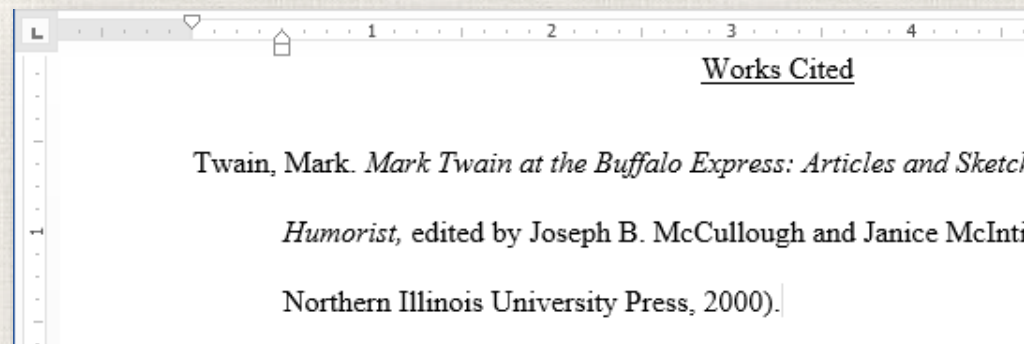 1 2 3 4
Works Cited
Twain, Mark. Mark Twain at the Buffalo Express: Articles and Sketch
1
Humorist, edited by Joseph B. McCullough and Janice McInti
Northern Illinois University Press, 2000).